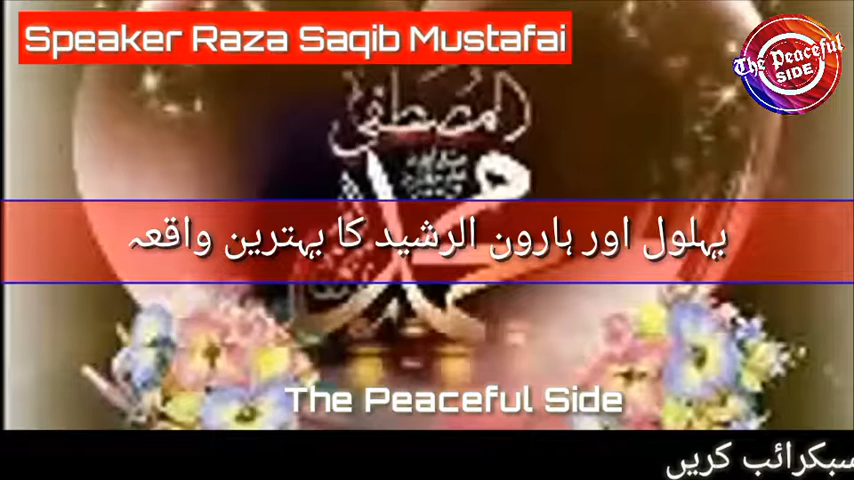 Speaker Raza Saqib Mustafai
The Peaceful
SIDE
المصطفى
محمد
بہلول اور ہارون الرشید کا بہترین واقعہ
The Peaceful Side
سبکرائب کریں